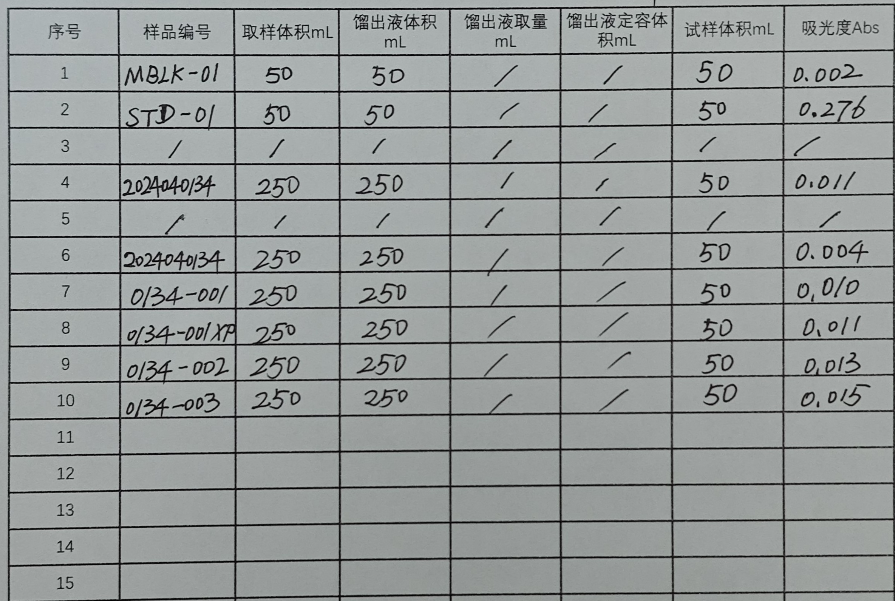 序号 样品编号 取样体积mL 馏出液体积mL 馏出液取量mL 馏出液定容体积mL 试样体积mL 吸光度Abs
1 MBLK-01 50 50 / / 50 0.002
2 STD-01 50 50 / / 50 0.276
3 / / / / / / /
4 2024040134 250 250 / / 50 0.011
5 / / / / / / /
6 2024040134 250 250 / / 50 0.004
7 0134-001 250 250 / / 50 0.010
8 0134-001XP 250 250 / / 50 0.011
9 0134-002 250 250 / / 50 0.013
10 0134-003 250 250 / / 50 0.015
11
12
13
14
15